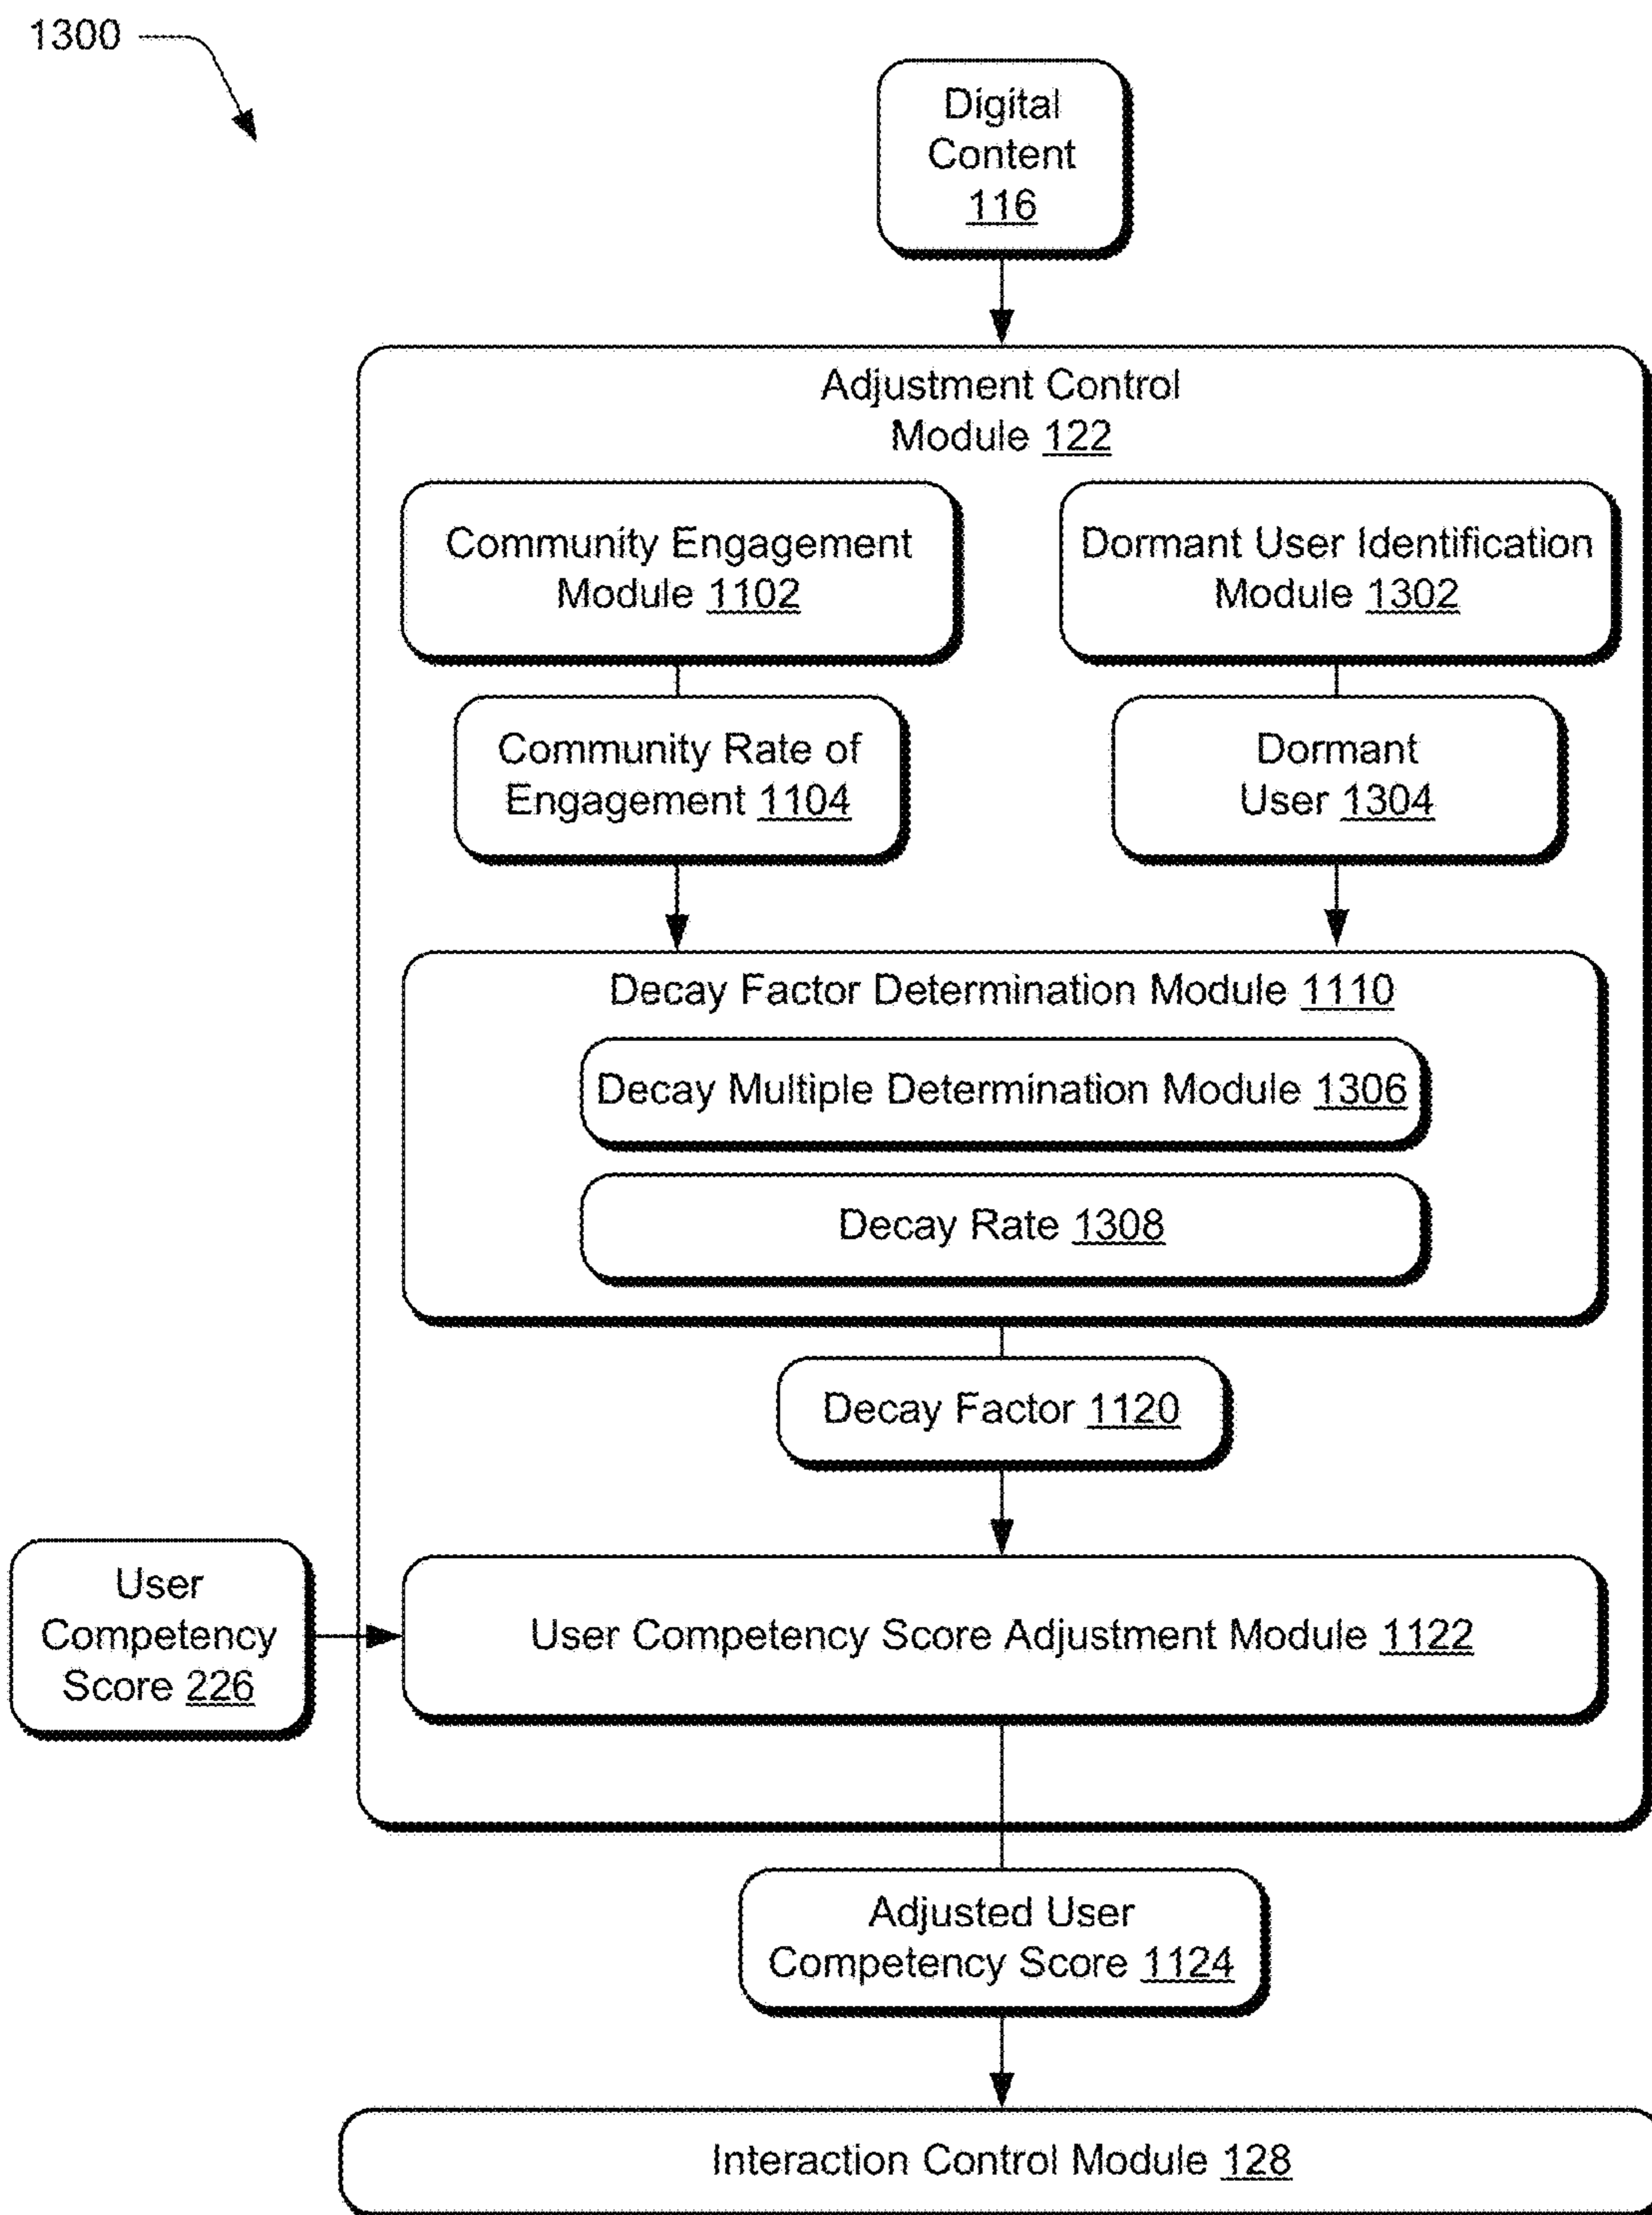 1300
Digital
Content
116
Adjustment Control
Module 122
Community Engagement
Module 1102
Dormant User Identification
Module 1302
Community Rate of
Engagement 1104
Dormant
User 1304
Decay Factor Determination Module 1110
Decay Multiple Determination Module 1306
Decay Rate 1308
Decay Factor 1120
User
Competency
Score 226
User Competency Score Adjustment Module 1122
Adjusted User
Competency Score 1124
Interaction Control Module 128